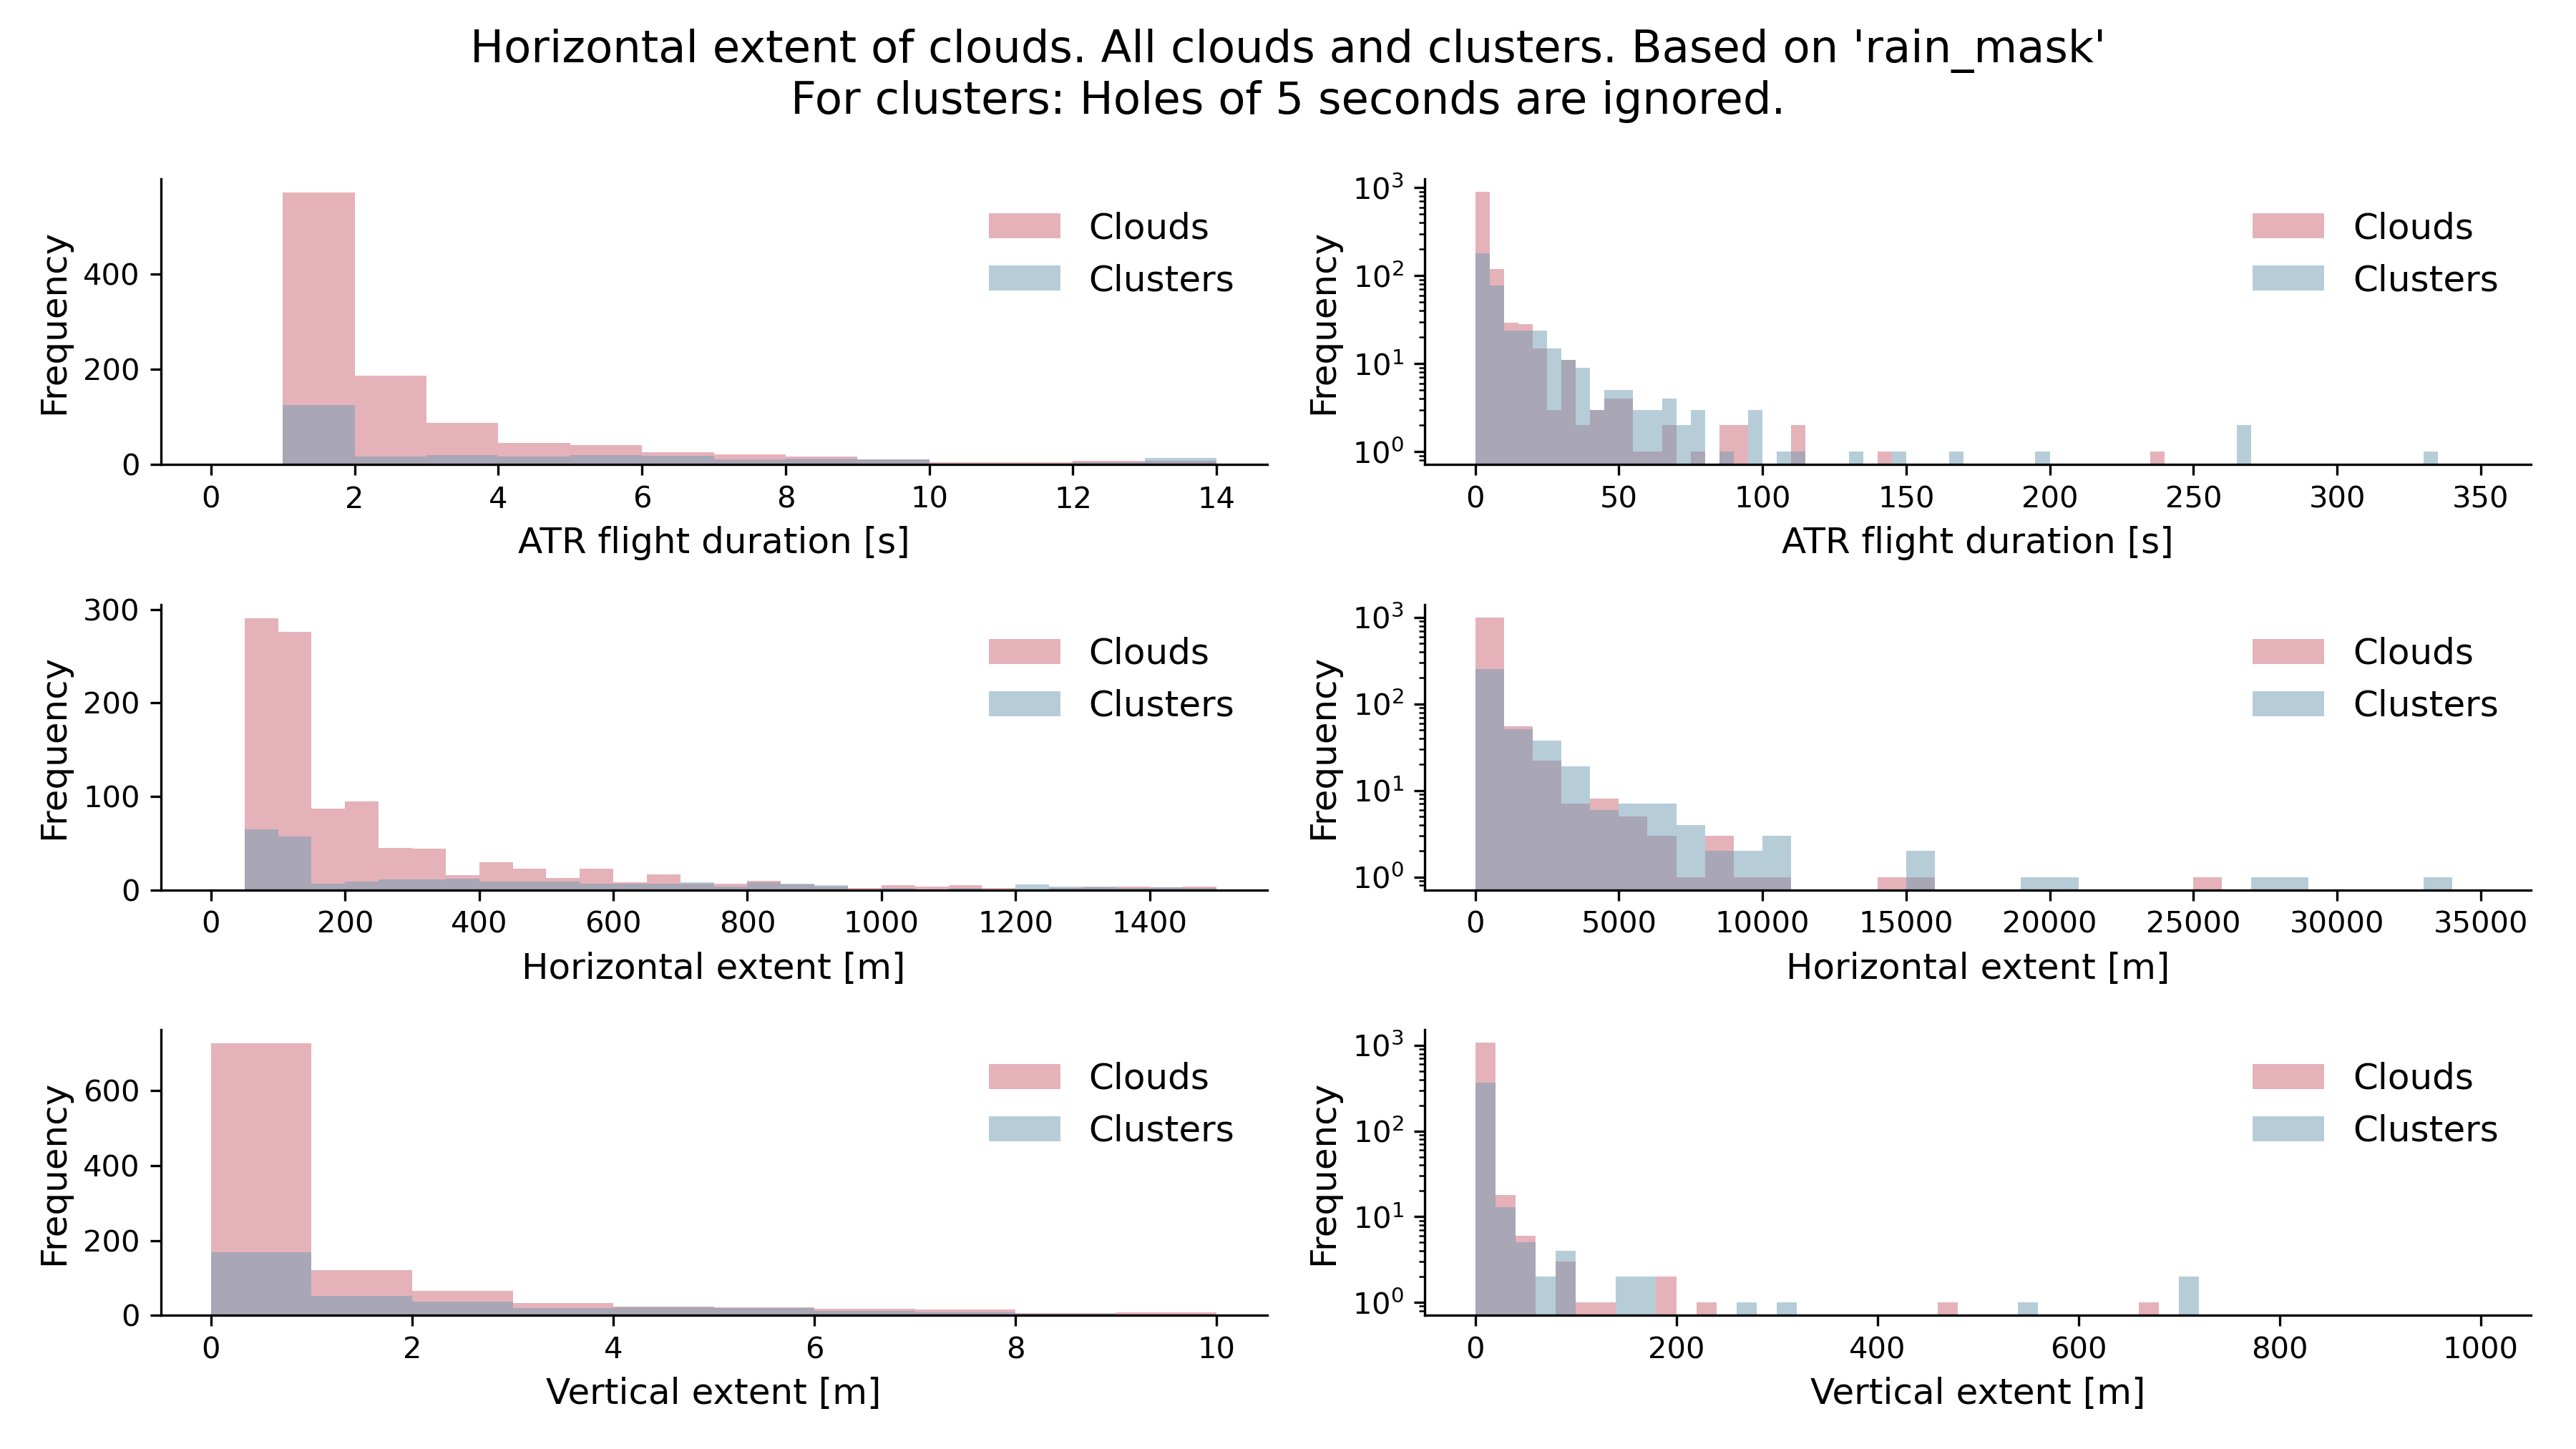 Horizontal extent of clouds. All clouds and clusters. Based on 'rain_mask'
For clusters: Holes of 5 seconds are ignored.
Frequency
400
200
0
Clouds
Clusters
0 2 4 6 8 10 12 14
ATR flight duration [s]
Frequency
10³
10²
10¹
10⁰
Clouds
Clusters
0 50 100 150 200 250 300 350
ATR flight duration [s]
Frequency
300
200
100
0
Clouds
Clusters
0 200 400 600 800 1000 1200 1400
Horizontal extent [m]
Frequency
10³
10²
10¹
10⁰
Clouds
Clusters
0 5000 10000 15000 20000 25000 30000 35000
Horizontal extent [m]
Frequency
600
400
200
0
Clouds
Clusters
0 2 4 6 8 10
Vertical extent [m]
Frequency
10³
10²
10¹
10⁰
Clouds
Clusters
0 200 400 600 800 1000
Vertical extent [m]